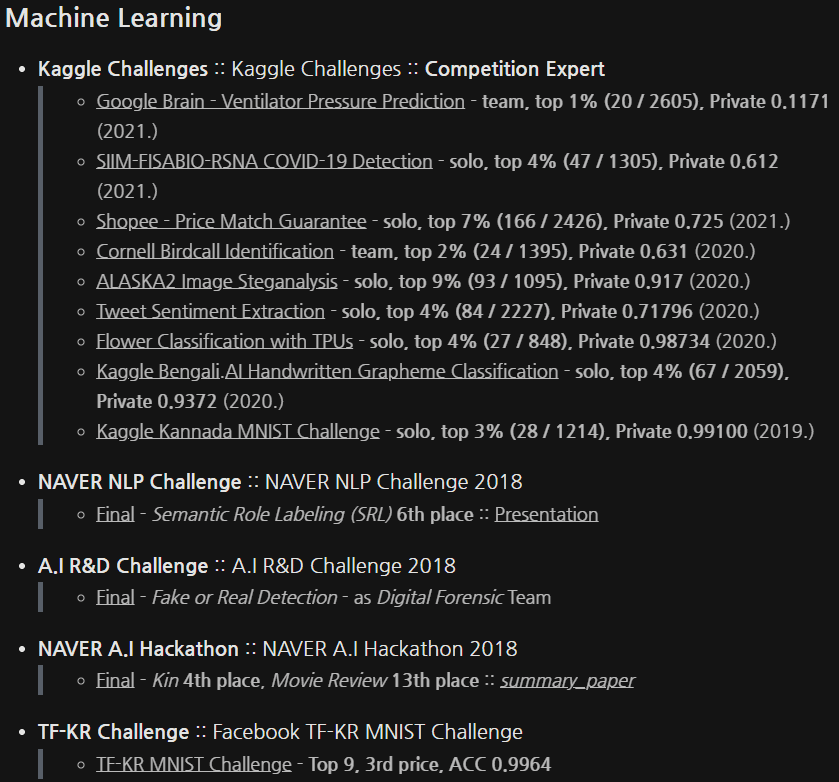 Machine Learning
Kaggle Challenges :: Kaggle Challenges :: Competition Expert
Google Brain - Ventilator Pressure Prediction - team, top 1% (20 / 2605), Private 0.1171
(2021.)
SIIM-FISABIO-RSNA COVID-19 Detection - solo, top 4% (47 / 1305), Private 0.612
(2021.)
Shopee - Price Match Guarantee - solo, top 7% (166 / 2426), Private 0.725 (2021.)
Cornell Birdcall Identification - team, top 2% (24 / 1395), Private 0.631 (2020.)
ALASKA2 Image Steganalysis - solo, top 9% (93 / 1095), Private 0.917 (2020.)
Tweet Sentiment Extraction - solo, top 4% (84 / 2227), Private 0.71796 (2020.)
Flower Classification with TPUs - solo, top 4% (27 / 848), Private 0.98734 (2020.)
Kaggle Bengali.AI Handwritten Grapheme Classification - solo, top 4% (67 / 2059),
Private 0.9372 (2020.)
Kaggle Kannada MNIST Challenge - solo, top 3% (28 / 1214), Private 0.99100 (2019.)
NAVER NLP Challenge :: NAVER NLP Challenge 2018
Final - Semantic Role Labeling (SRL) 6th place :: Presentation
A.I R&D Challenge :: A.I R&D Challenge 2018
Final - Fake or Real Detection - as Digital Forensic Team
NAVER A.I Hackathon :: NAVER A.I Hackathon 2018
Final - Kin 4th place, Movie Review 13th place :: summary_paper
TF-KR Challenge :: Facebook TF-KR MNIST Challenge
TF-KR MNIST Challenge - Top 9, 3rd price, ACC 0.9964